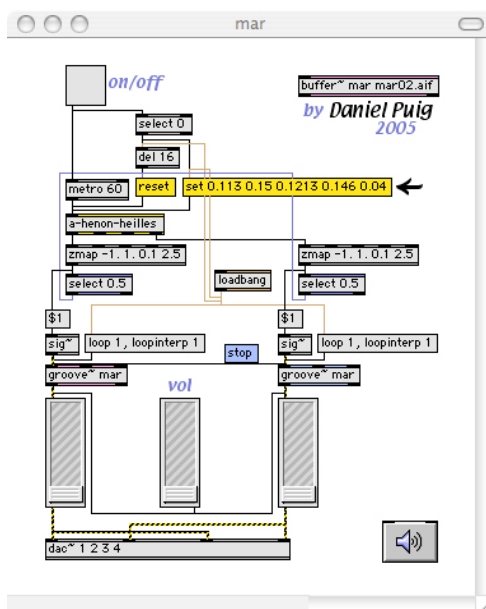 mar
on/off
buffer~ mar mar02.aif
by Daniel Puig
2005
select 0
del 16
metro 60
reset
set 0.113 0.15 0.1213 0.146 0.04
a-henon-heilles
zmap -1. 1. 0.1 2.5
zmap -1. 1. 0.1 2.5
select 0.5
loadbang
select 0.5
$1
$1
sig~
loop 1, loopinterp 1
stop
sig~
loop 1, loopinterp 1
groove~ mar
groove~ mar
vol
dac~ 1 2 3 4